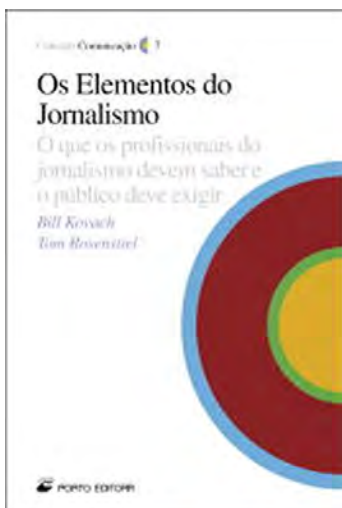 Colecção Comunicação 7
Os Elementos do
Jornalismo
O que os profissionais do
jornalismo devem saber e
o público deve exigir
Bill Kovach
Tom Rosenstiel
PORTO EDITORA